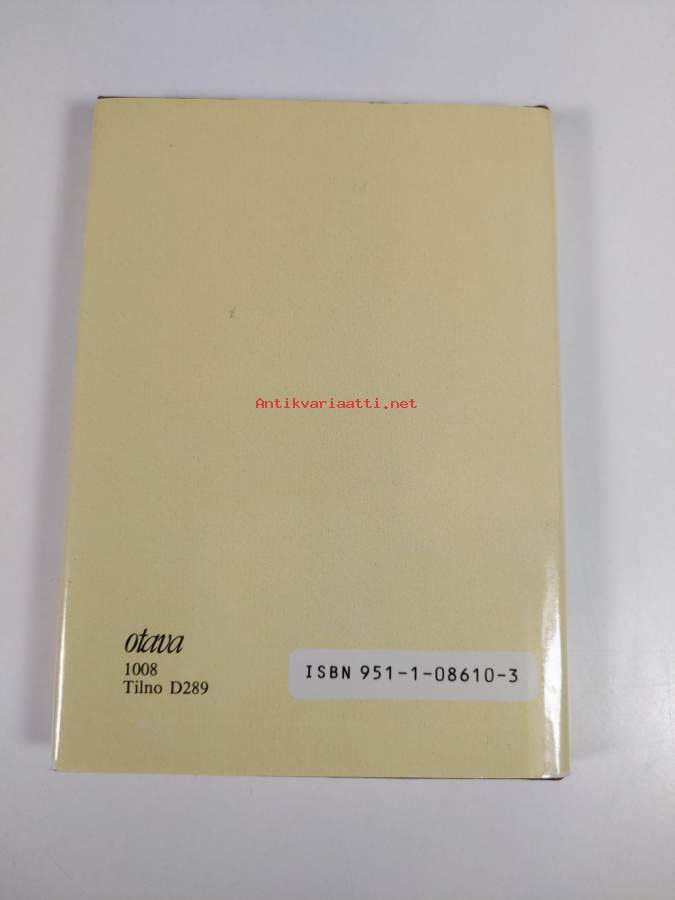 Antikvariaatti.net
otava
1008
Tilno D289
ISBN 951-1-08610-3